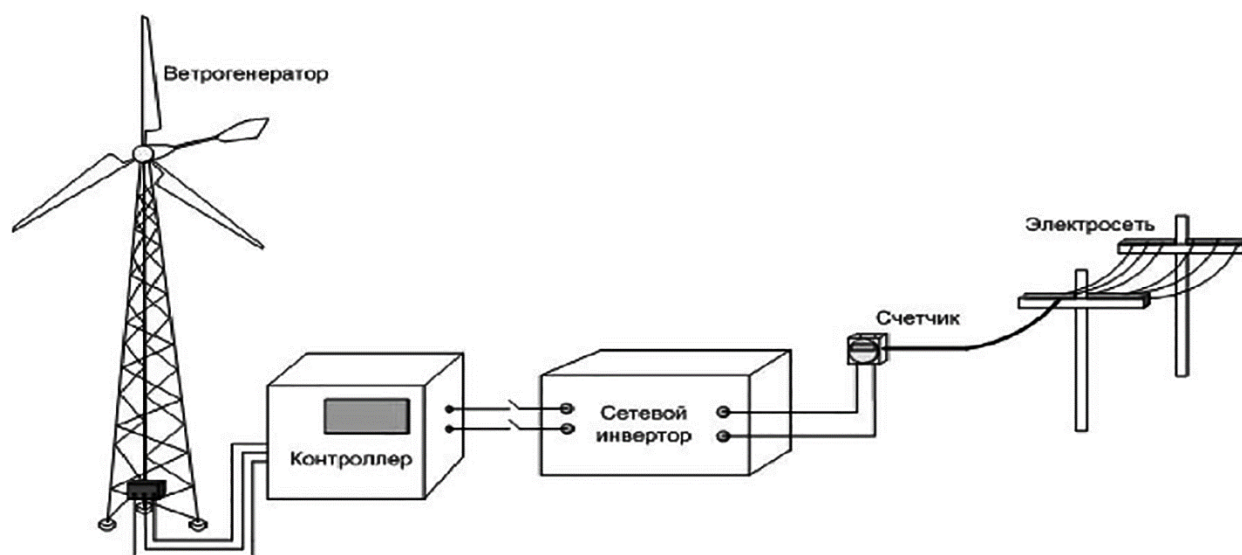 Ветрогенератор
Электросеть
Счетчик
Сетевой
инвертор
Контроллер